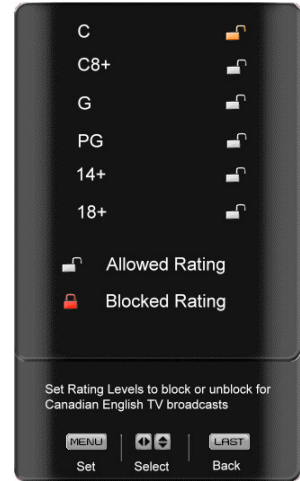 C
C8+
G
PG
14+
18+
Allowed Rating
Blocked Rating
Set Rating Levels to block or unblock for
Canadian English TV broadcasts
MENU LAST
Set Select Back